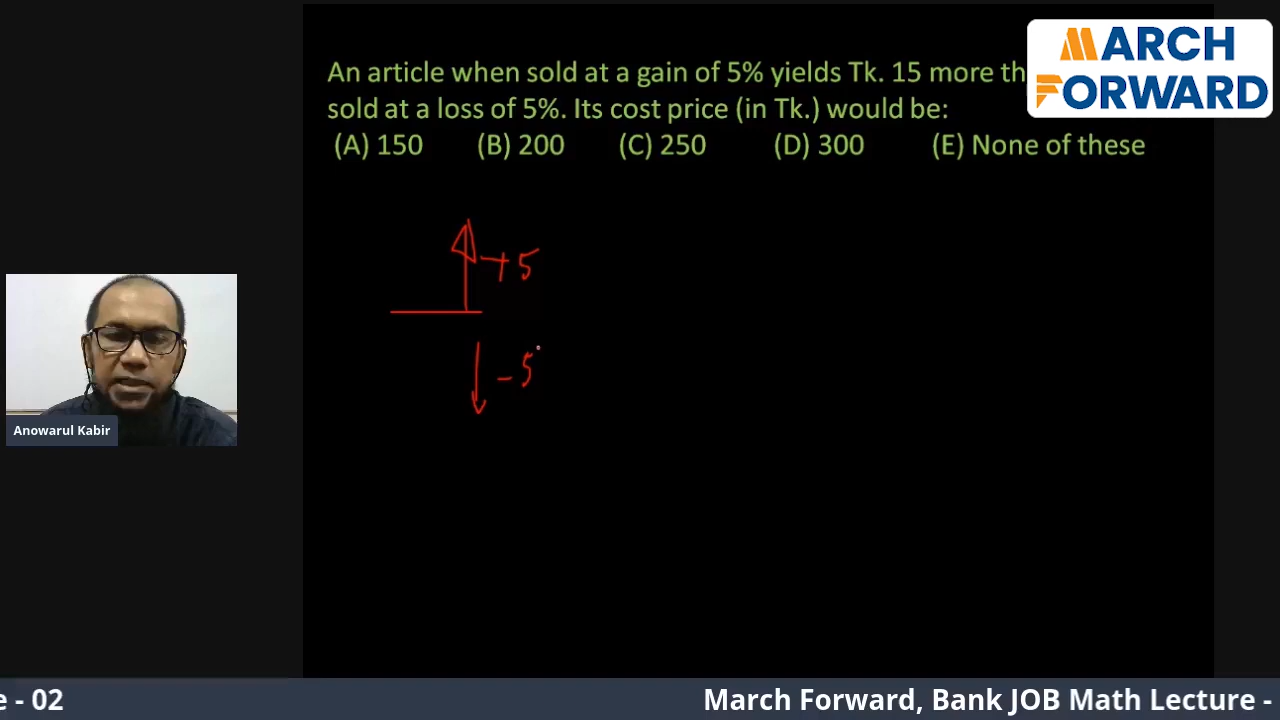 MARCH
FORWARD
An article when sold at a gain of 5% yields Tk. 15 more
sold at a loss of 5%. Its cost price (in Tk.) would be:
(A) 150 (B) 200 (C) 250 (D) 300 (E) None of these
+5
-5
Anowarul Kabir
- 02 March Forward, Bank JOB Math Lecture -